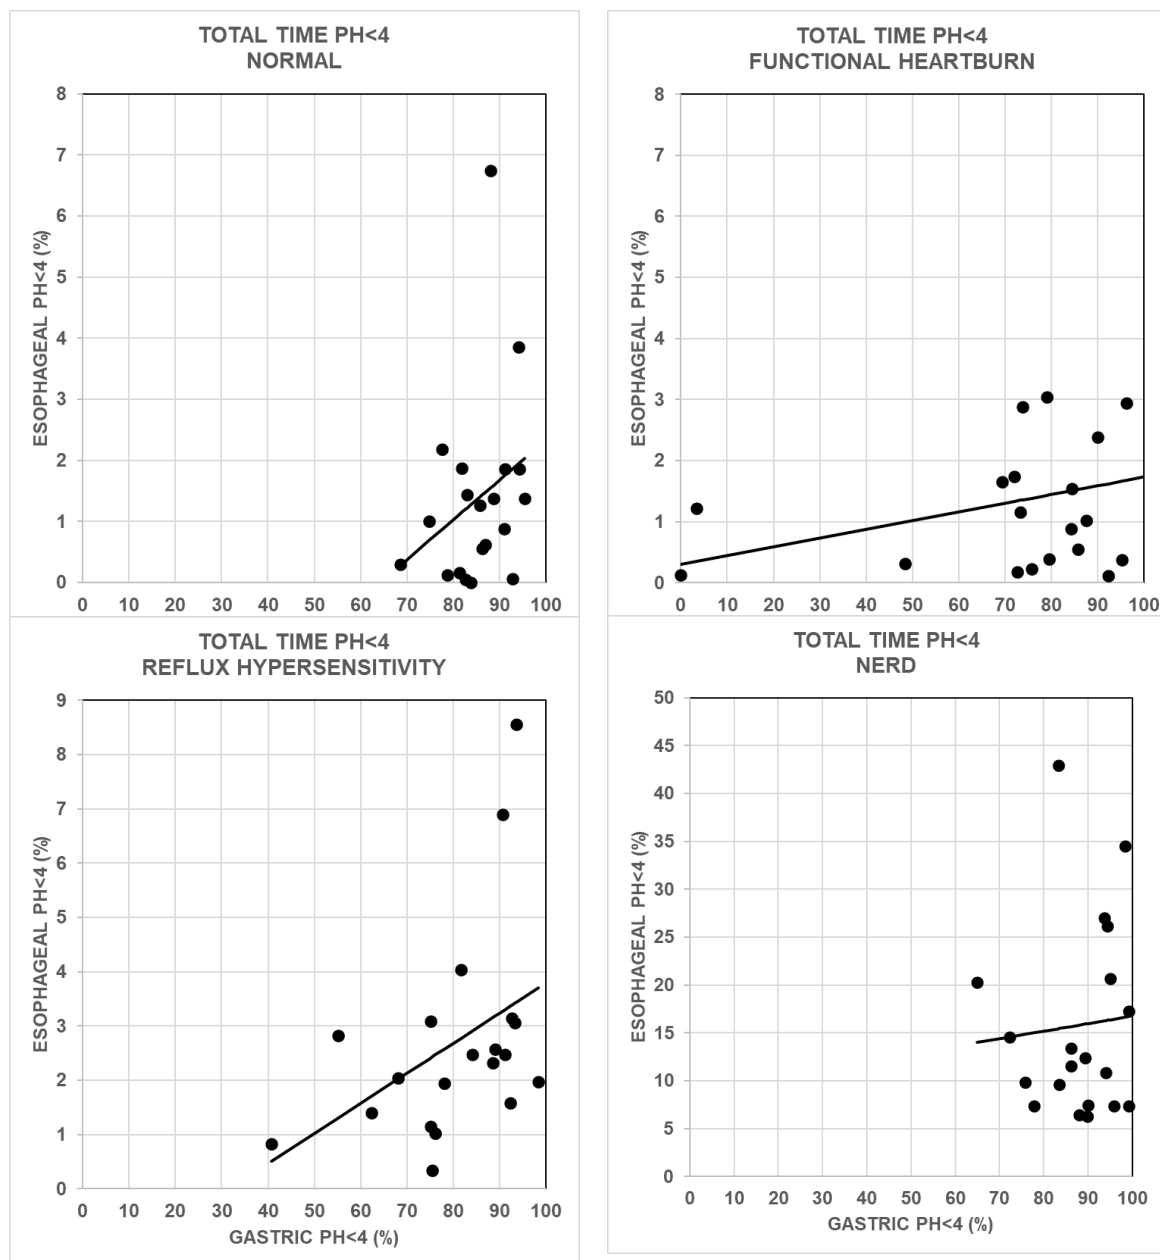 TOTAL TIME PH<4
NORMAL
ESOPHAGEAL PH<4 (%)
8
7
6
5
4
3
2
1
0
0 10 20 30 40 50 60 70 80 90 100
TOTAL TIME PH<4
FUNCTIONAL HEARTBURN
ESOPHAGEAL PH<4 (%)
8
7
6
5
4
3
2
1
0
0 10 20 30 40 50 60 70 80 90 100
TOTAL TIME PH<4
REFLUX HYPERSENSITIVITY
ESOPHAGEAL PH<4 (%)
9
8
7
6
5
4
3
2
1
0
0 10 20 30 40 50 60 70 80 90 100
GASTRIC PH<4 (%)
TOTAL TIME PH<4
NERD
ESOPHAGEAL PH<4 (%)
50
45
40
35
30
25
20
15
10
5
0
0 10 20 30 40 50 60 70 80 90 100
GASTRIC PH<4 (%)